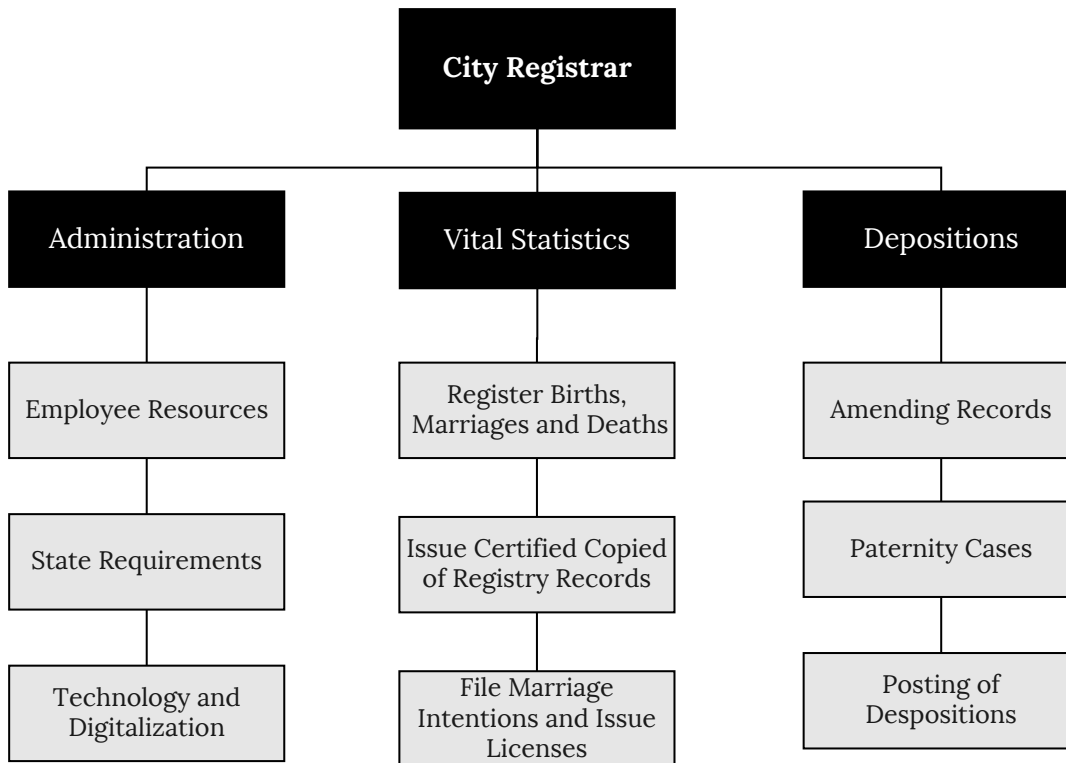 City Registrar
Administration
Vital Statistics
Depositions
Employee Resources
Register Births,
Marriages and Deaths
Amending Records
State Requirements
Issue Certified Copied
of Registry Records
Paternity Cases
Technology and
Digitalization
File Marriage
Intentions and Issue
Licenses
Posting of
Despositions